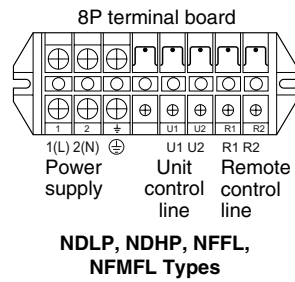 8P terminal board
1 2 ⏚ U1 U2 R1 R2
1(L) 2(N) ⏚ U1 U2 R1 R2
Power supply Unit control line Remote control line
NDLP, NDHP, NFFL,
NFMFL Types